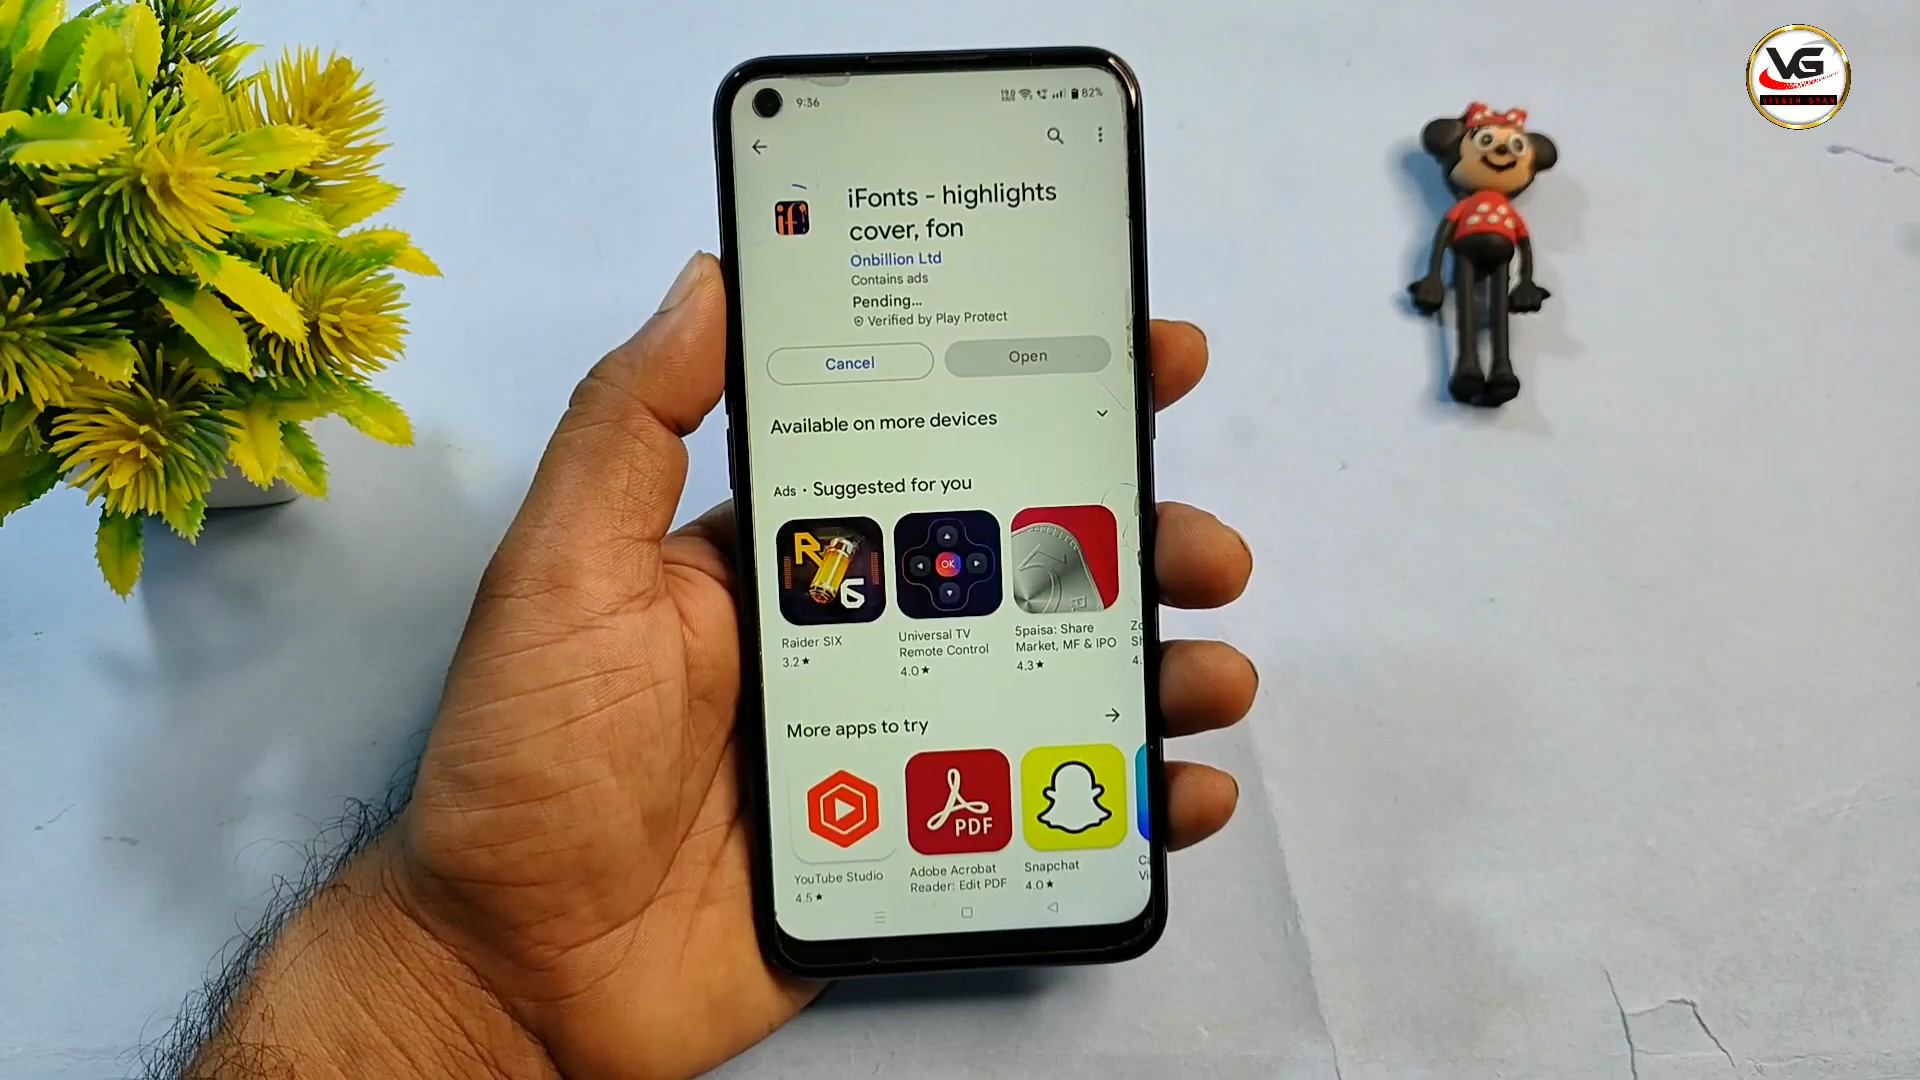 VG
VISESH GYAN
9:36
82%
iFonts - highlights
cover, fon
Onbillion Ltd
Contains ads
Pending...
Verified by Play Protect
Cancel
Open
Available on more devices
Ads · Suggested for you
R
6
OK
Raider SIX
3.2★
Universal TV
Remote Control
4.0★
5paisa: Share
Market, MF & IPO
4.3★
More apps to try
PDF
YouTube Studio
4.5★
Adobe Acrobat
Reader: Edit PDF
Snapchat
4.0★